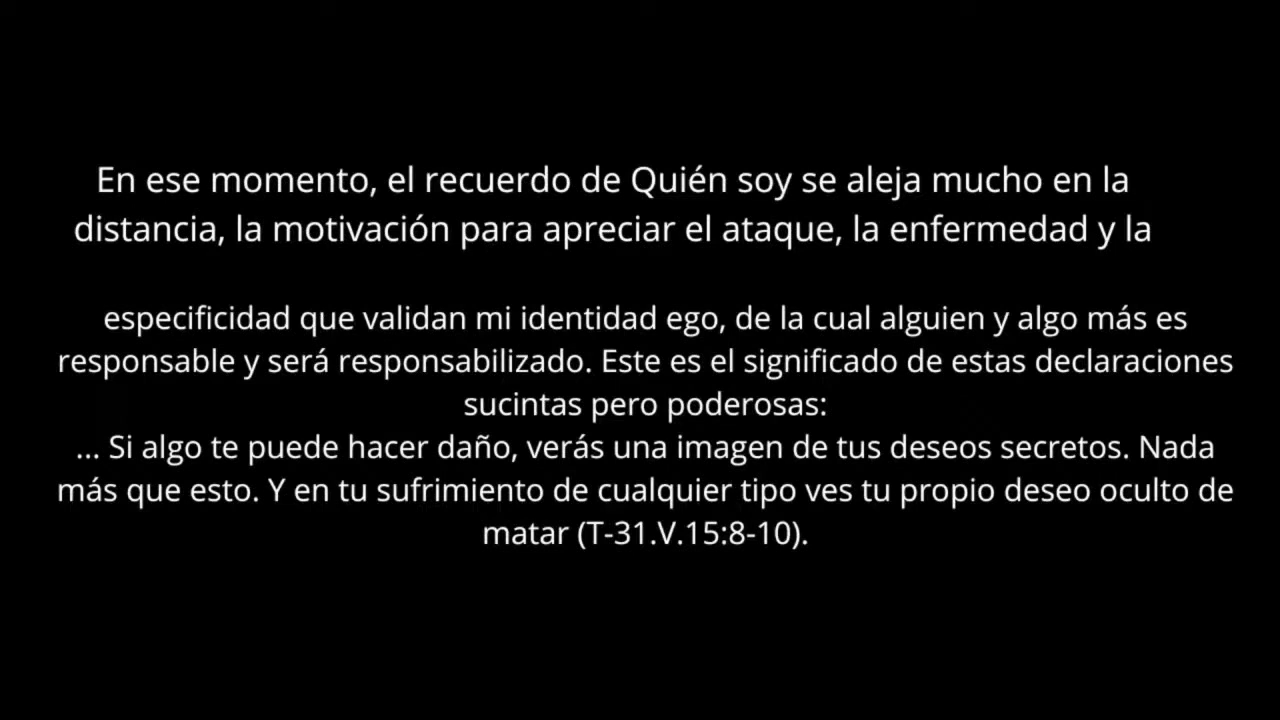 En ese momento, el recuerdo de Quién soy se aleja mucho en la
distancia, la motivación para apreciar el ataque, la enfermedad y la
especificidad que validan mi identidad ego, de la cual alguien y algo más es
responsable y será responsabilizado. Este es el significado de estas declaraciones
sucintas pero poderosas:
... Si algo te puede hacer daño, verás una imagen de tus deseos secretos. Nada
más que esto. Y en tu sufrimiento de cualquier tipo ves tu propio deseo oculto de
matar (T-31.V.15:8-10).